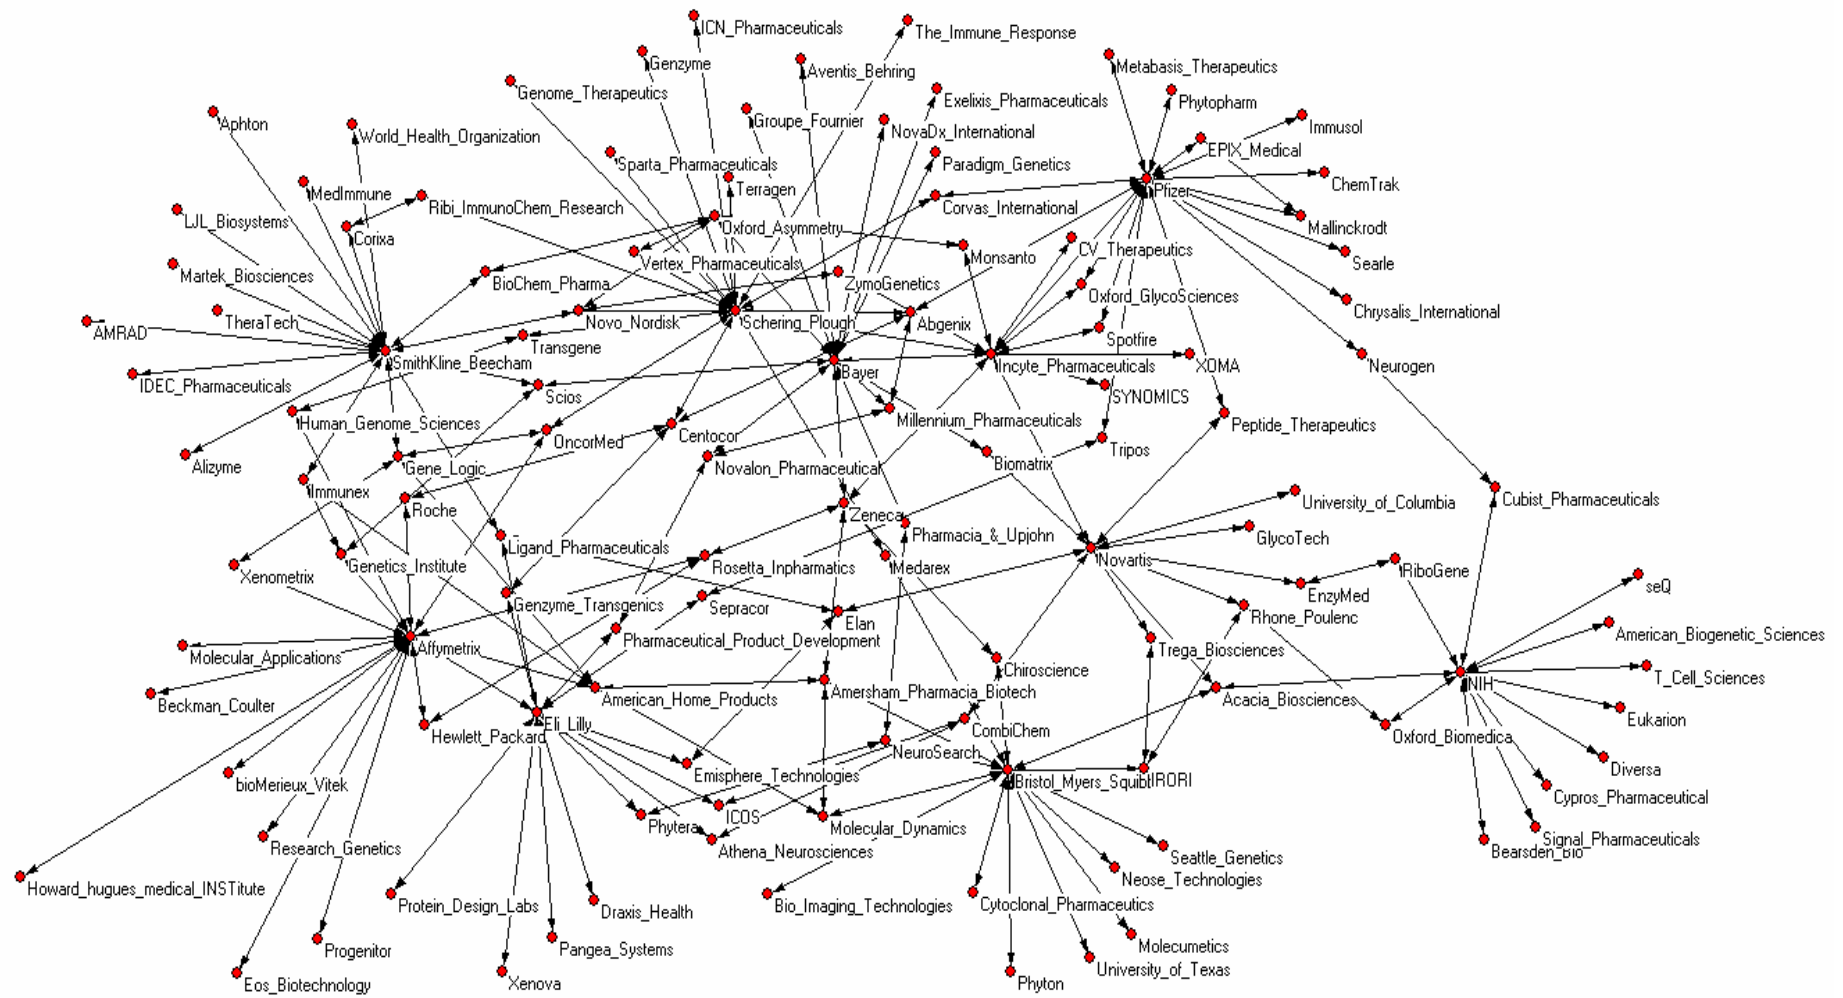 ICN_Pharmaceuticals
The_Immune_Response
Genzyme
Aventis_Behring
Metabasis_Therapeutics
Genome_Therapeutics
Exelixis_Pharmaceuticals
Phytopharm
Aphton
World_Health_Organization
Groupe_Fournier
NovaDx_International
Immusol
EPIX_Medical
Sparta_Pharmaceuticals
Paradigm_Genetics
Terragen
Pfizer
ChemTrak
MedImmune
Ribi_ImmunoChem_Research
Corvas_International
LJL_Biosystems
Corixa
Oxford_Asymmetry
Mallinckrodt
Monsanto
CV_Therapeutics
Searle
Vertex_Pharmaceuticals
Martek_Biosciences
BioChem_Pharma
ZymoGenetics
Oxford_GlycoSciences
Chrysalis_International
TheraTech
Novo_Nordisk
Schering_Plough
Abgenix
AMRAD
Transgene
Spotfire
SmithKline_Beecham
Bayer
Incyte_Pharmaceuticals
XOMA
Neurogen
IDEC_Pharmaceuticals
Scios
SYNOMICS
Human_Genome_Sciences
Millennium_Pharmaceuticals
Peptide_Therapeutics
OncorMed
Centocor
Tripos
Alizyme
Gene_Logic
Novalon_Pharmaceutical
Biomatrix
Immunex
Roche
University_of_Columbia
Cubist_Pharmaceuticals
Zeneca
Pharmacia_&_Upjohn
GlycoTech
Ligand_Pharmaceuticals
Xenometrix
Genetics_Institute
Rosetta_Inpharmatics
Medarex
Novartis
RiboGene
EnzyMed
seQ
Genzyme_Transgenics
Sepracor
Elan
Rhone_Poulenc
Pharmaceutical_Product_Development
American_Biogenetic_Sciences
Affymetrix
Molecular_Applications
Trega_Biosciences
Chiroscience
NIH
T_Cell_Sciences
Beckman_Coulter
American_Home_Products
Amersham_Pharmacia_Biotech
Acacia_Biosciences
Eukarion
Hewlett_Packard
Eli_Lilly
CombiChem
Oxford_Biomedica
NeuroSearch
Diversa
bioMerieux_Vitek
Emisphere_Technologies
Bristol_Myers_Squibb
IRORI
Cypros_Pharmaceutical
Phytera
ICOS
Molecular_Dynamics
Signal_Pharmaceuticals
Research_Genetics
Athena_Neurosciences
Seattle_Genetics
Bearsden_Bio
Neose_Technologies
Howard_hugues_medical_INSTitute
Protein_Design_Labs
Draxis_Health
Bio_Imaging_Technologies
Cytoclonal_Pharmaceutics
Progenitor
Pangea_Systems
Molecumetics
University_of_Texas
Eos_Biotechnology
Xenova
Phyton